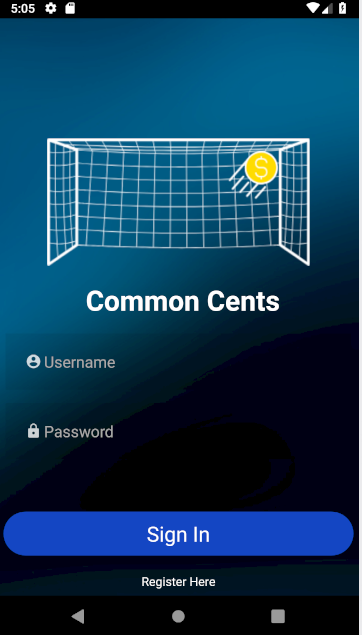 5:05
$
Common Cents
Username
Password
Sign In
Register Here